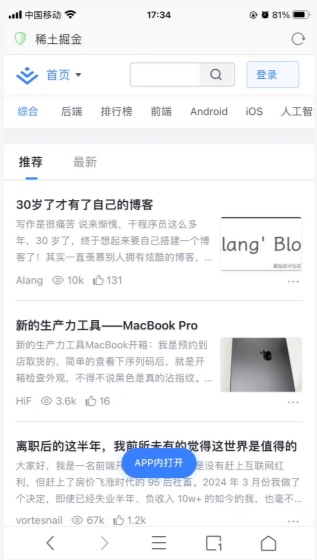 中国移动 17:34 81%
稀土掘金
首页 登录
综合 后端 排行榜 前端 Android iOS 人工智
推荐 最新
30岁了才有了自己的博客
写作是很痛苦 说来惭愧，干程序员这么多
年，30 岁了，终于想起来要自己搭建一个博
客了！其实一直羡慕别人拥有炫酷的博客，…
lang' Blo
Alang 10k 131
新的生产力工具——MacBook Pro
新的生产力工具MacBook开箱：我是预约到
店取货的，简单的查看下序列码后，就是开
箱检查外观，不得不说黑色是真的沾指纹。…
HiF 3.6k 16
离职后的这半年，我前所未有的觉得这世界是值得的
大家好，我是一名前端开
是没有赶上互联网红
利，但赶上了房价飞涨时代的 95 后社畜。2024 年 3 月份我做了
个决定，即使已经失业半年、负收入 10w+ 的如今的我，也毫不…
APP内打开
vortesnail 67k 1.2k
1